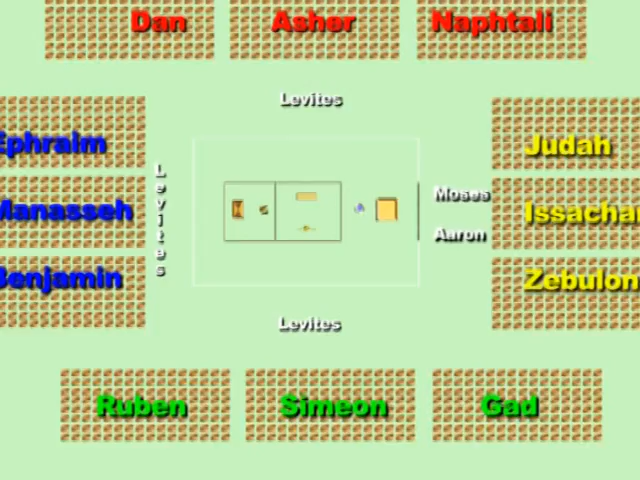 Dan Asher Naphtali
Levites
Ephraim Judah
Levites
Moses
Manasseh Issachar
Aaron
Benjamin Zebulon
Levites
Ruben Simeon Gad